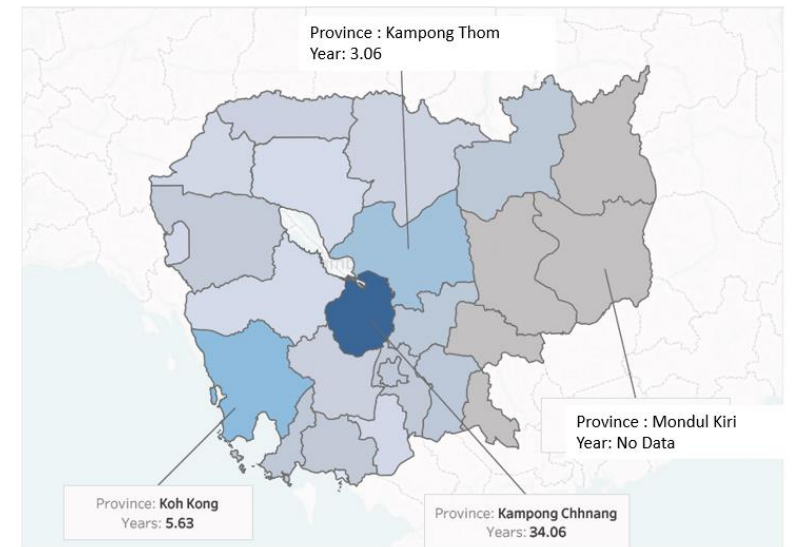 Province : Kampong Thom
Year: 3.06
Province : Mondul Kiri
Year: No Data
Province: Koh Kong
Years: 5.63
Province: Kampong Chhnang
Years: 34.06